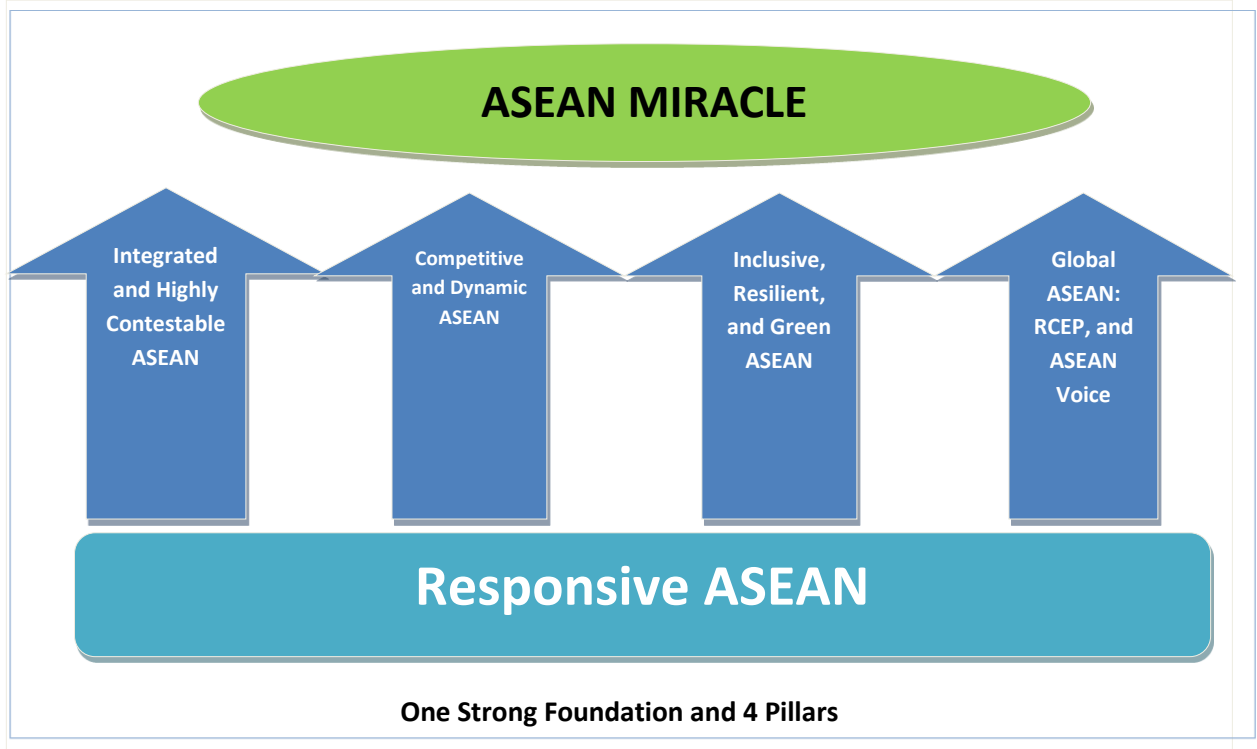 ASEAN MIRACLE
Integrated
and Highly
Contestable
ASEAN
Competitive
and Dynamic
ASEAN
Inclusive,
Resilient,
and Green
ASEAN
Global
ASEAN:
RCEP, and
ASEAN
Voice
Responsive ASEAN
One Strong Foundation and 4 Pillars